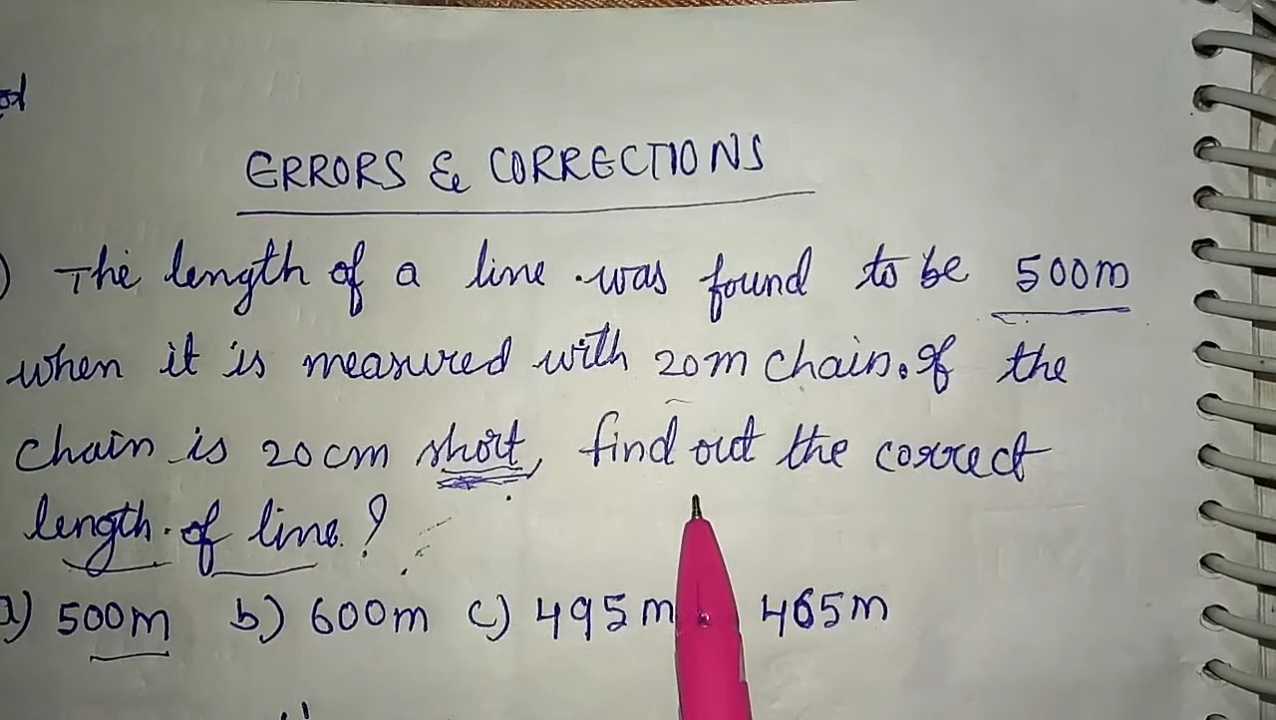 ERRORS & CORRECTIONS
) The length of a line was found to be 500m
when it is measured with 20m chain. If the
chain is 20cm short, find out the correct
length of line?
a) 500m b) 600m c) 495m 465m